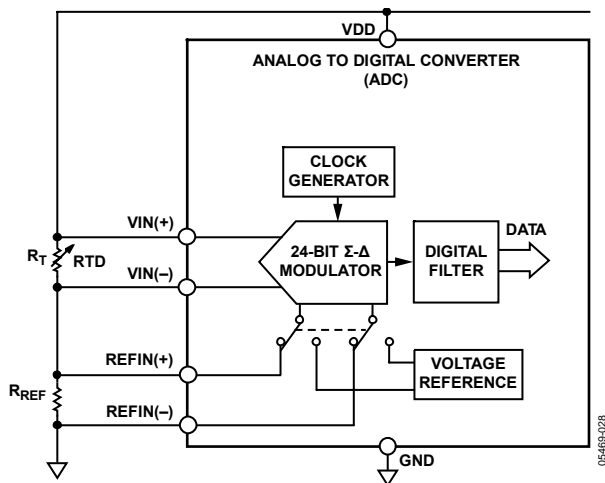 VDD
ANALOG TO DIGITAL CONVERTER
(ADC)
CLOCK
GENERATOR
VIN(+)
RT RTD
VIN(–)
24-BIT Σ-Δ
MODULATOR
DIGITAL
FILTER
DATA
REFIN(+)
RREF
REFIN(–)
VOLTAGE
REFERENCE
GND
05469-028